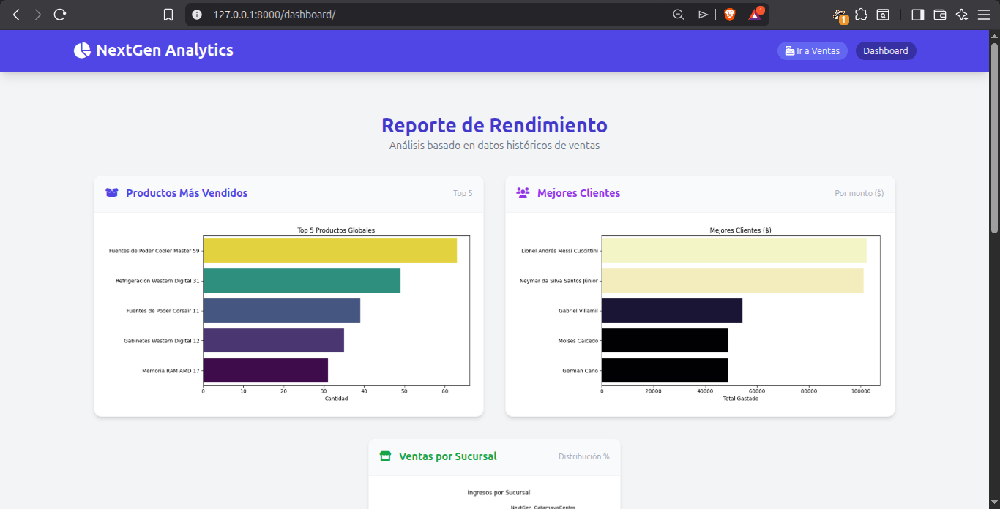 127.0.0.1:8000/dashboard/
1
1
NextGen Analytics
Ir a Ventas
Dashboard
Reporte de Rendimiento
Análisis basado en datos históricos de ventas
Productos Más Vendidos
Top 5
Top 5 Productos Globales
Fuentes de Poder Cooler Master 59
Refrigeración Western Digital 31
Fuentes de Poder Corsair 11
Gabinetes Western Digital 12
Memoria RAM AMD 17
0 10 20 30 40 50 60
Cantidad
Mejores Clientes
Por monto ($)
Mejores Clientes ($)
Lionel Andrés Messi Cuccittini
Neymar da Silva Santos Júnior
Gabriel Villamil
Moises Caicedo
German Cano
0 20000 40000 60000 80000 100000
Total Gastado
Ventas por Sucursal
Distribución %
Ingresos por Sucursal
NextGen_CatamayoCentro